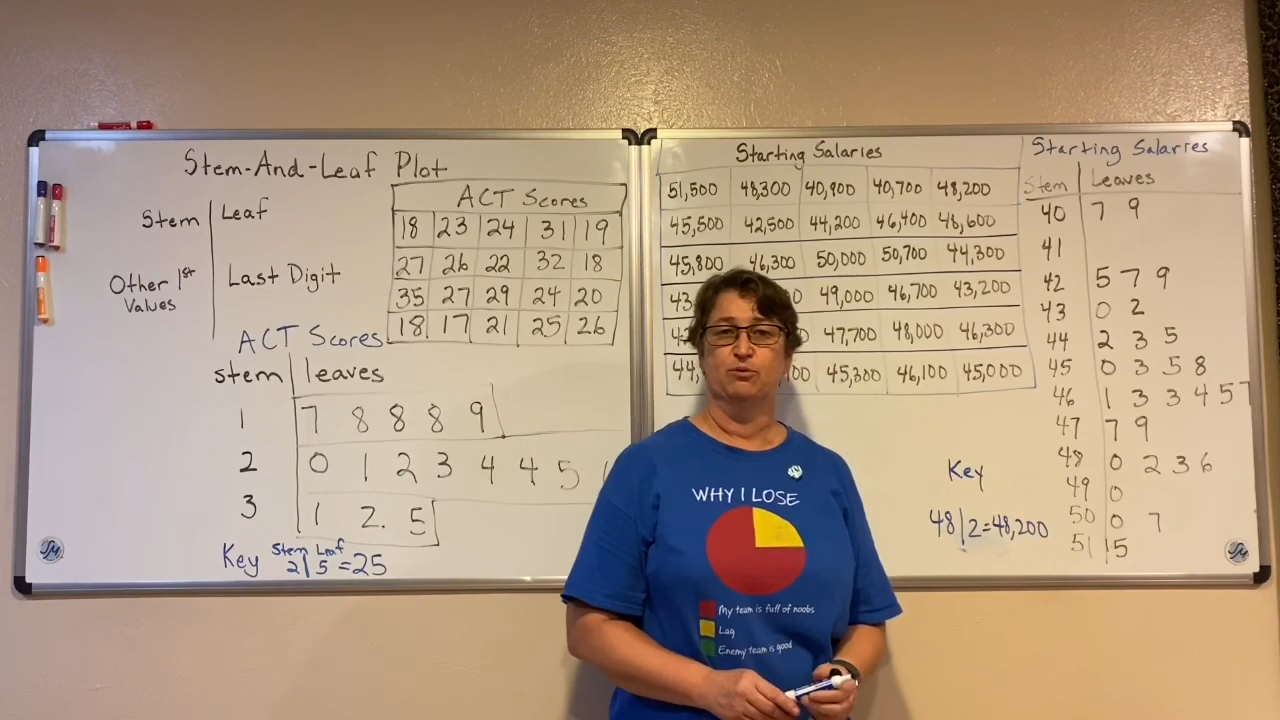 Stem-And-Leaf Plot
Stem | Leaf
Other 1st Values | Last Digit
ACT Scores
18 23 24 31 19
27 26 22 32 18
35 27 29 24 20
18 17 21 25 26
ACT Scores
stem | leaves
1 7 8 8 8 9
2 0 1 2 3 4 4 5
3 1 2. 5
Key Stem Leaf
2 | 5 = 25
Starting Salaries
51,500 48,300 40,900 40,700 48,200
45,500 42,500 44,200 46,400 48,600
45,800 46,300 50,000 50,700 44,300
43, 49,000 46,700 43,200
47,700 48,000 46,300
44, 45,300 46,100 45,000
Starting Salaries
Stem | Leaves
40 7 9
41
42 5 7 9
43 0 2
44 2 3 5
45 0 3 5 8
46 1 3 3 4 5 7
47 7 9
48 0 2 3 6
49 0
50 0 7
51 5
Key
48 | 2 = 48,200
WHY I LOSE
My team is full of noobs
Lag
Enemy team is good